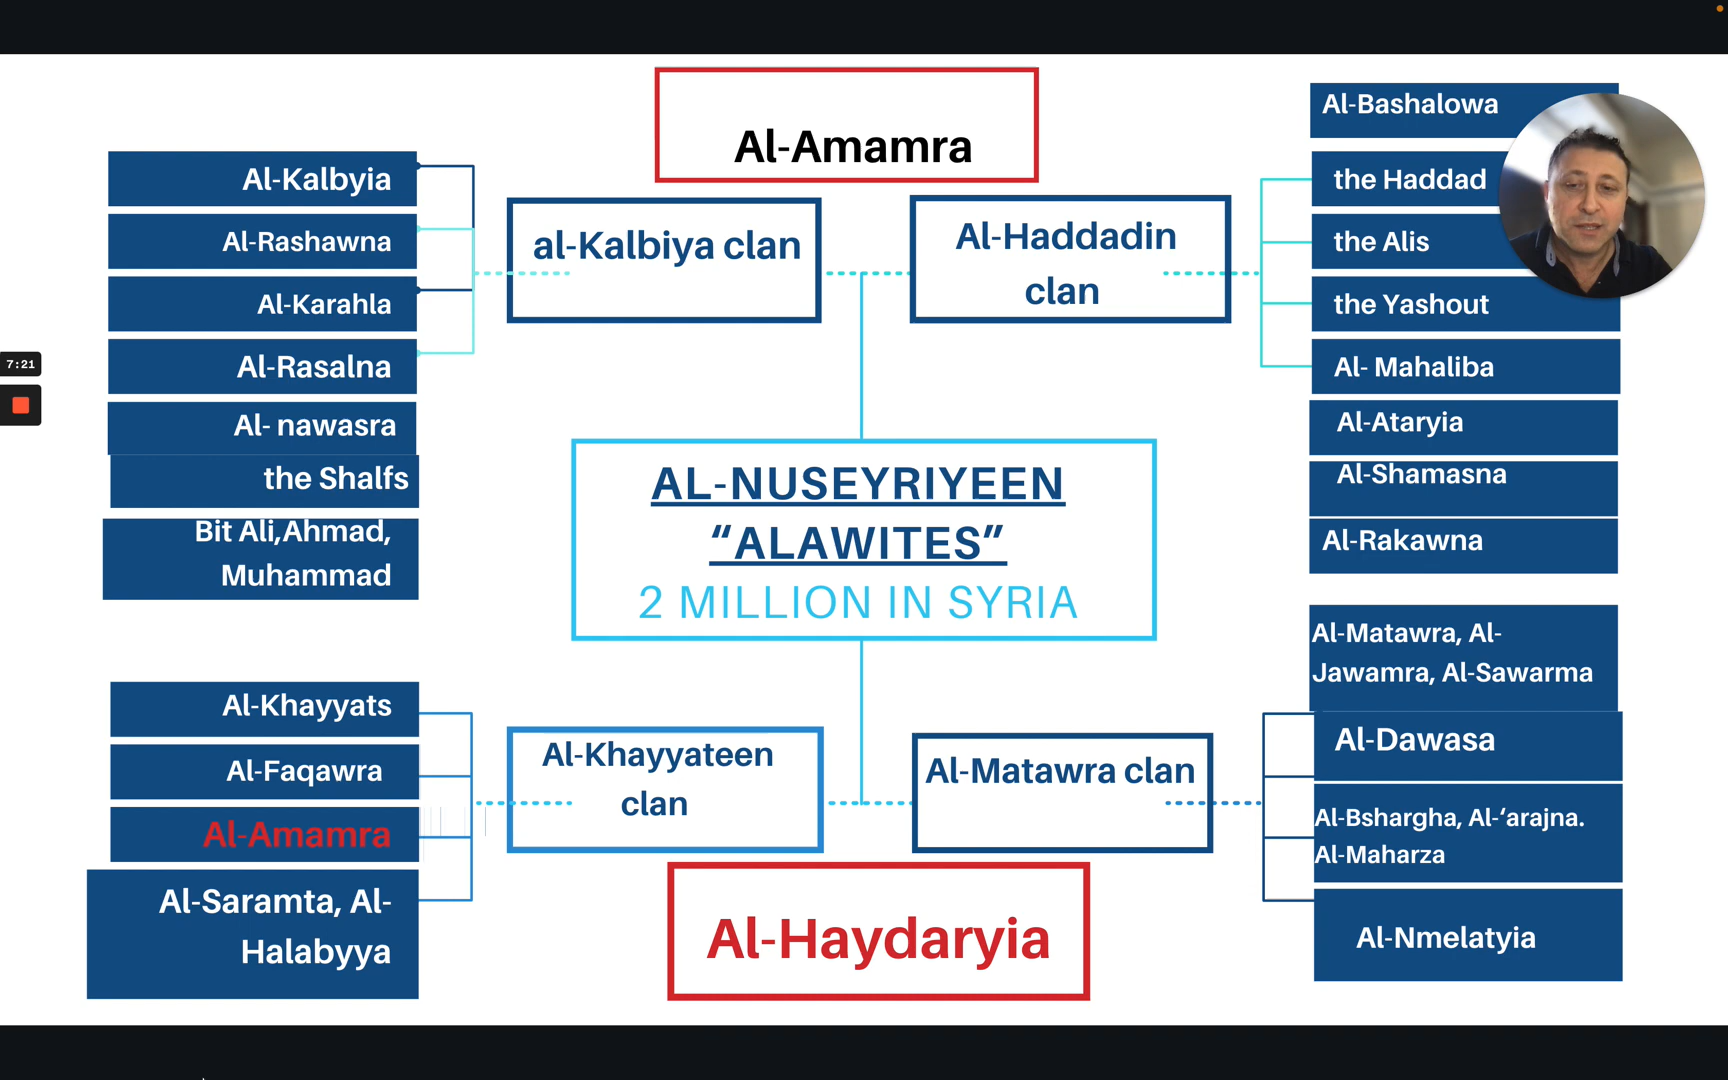 Al-Amamra
Al-Kalbyia
Al-Rashawna
Al-Karahla
Al-Rasalna
Al- nawasra
the Shalfs
Bit Ali,Ahmad,
Muhammad
al-Kalbiya clan
Al-Haddadin
clan
Al-Bashalowa
the Haddad
the Alis
the Yashout
Al- Mahaliba
Al-Ataryia
Al-Shamasna
Al-Rakawna
7:21
AL-NUSEYRIYEEN
“ALAWITES”
2 MILLION IN SYRIA
Al-Khayyats
Al-Faqawra
Al-Amamra
Al-Saramta, Al-
Halabyya
Al-Khayyateen
clan
Al-Matawra clan
Al-Matawra, Al-
Jawamra, Al-Sawarma
Al-Dawasa
Al-Bshargha, Al-‘arajna.
Al-Maharza
Al-Nmelatyia
Al-Haydaryia